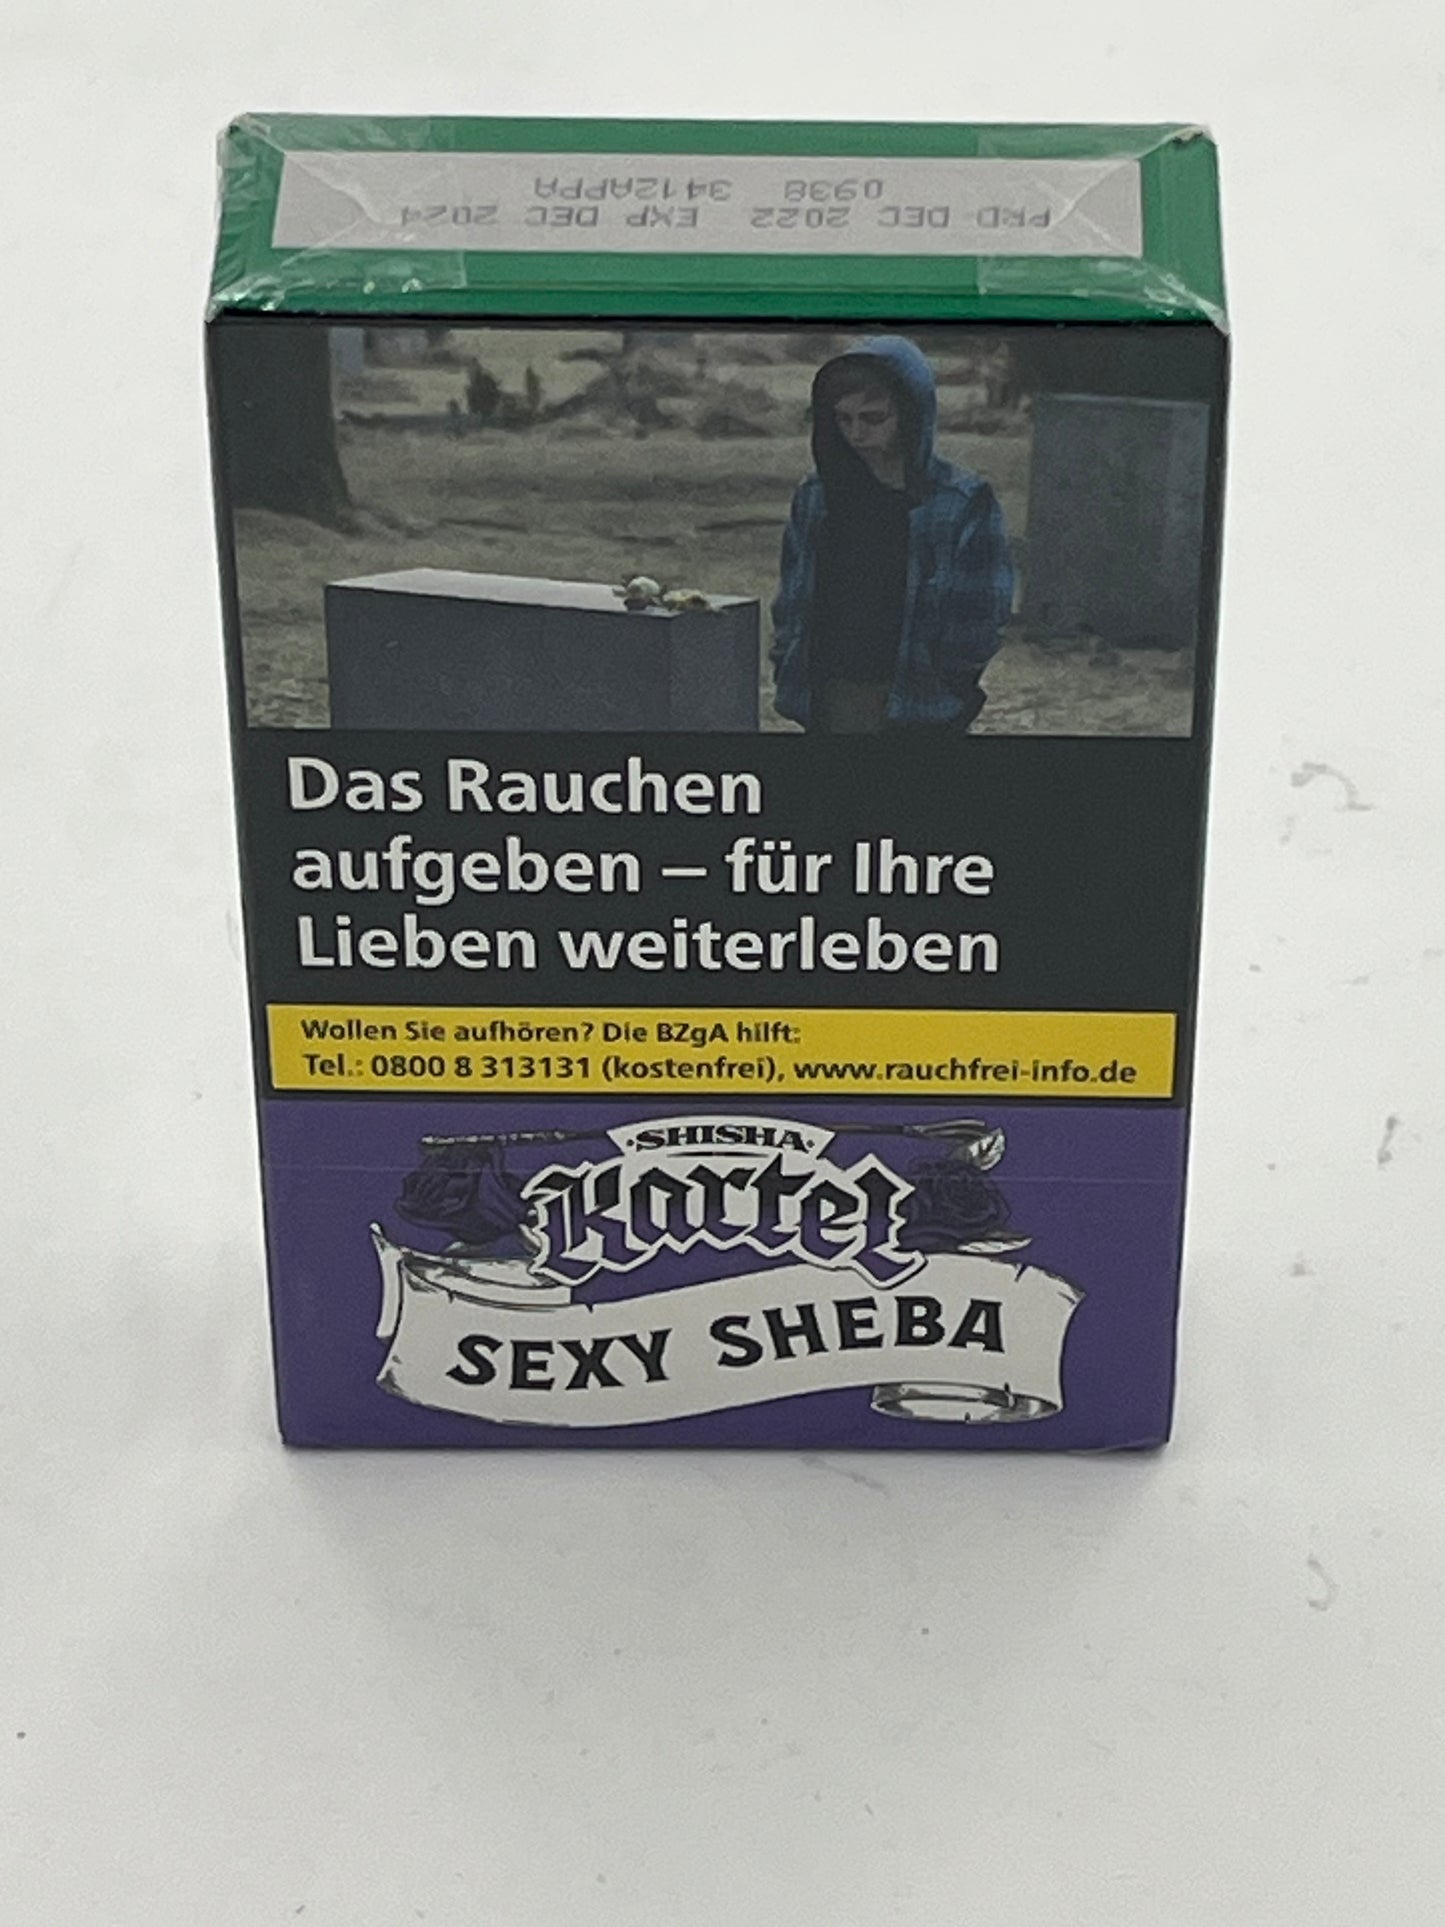 PRD DEC 2022 EXP DEC 2024
0938 3412APPA
Das Rauchen
aufgeben – für Ihre
Lieben weiterleben
Wollen Sie aufhören? Die BZgA hilft:
Tel.: 0800 8 313131 (kostenfrei), www.rauchfrei-info.de
·SHISHA·
Kartel
SEXY SHEBA